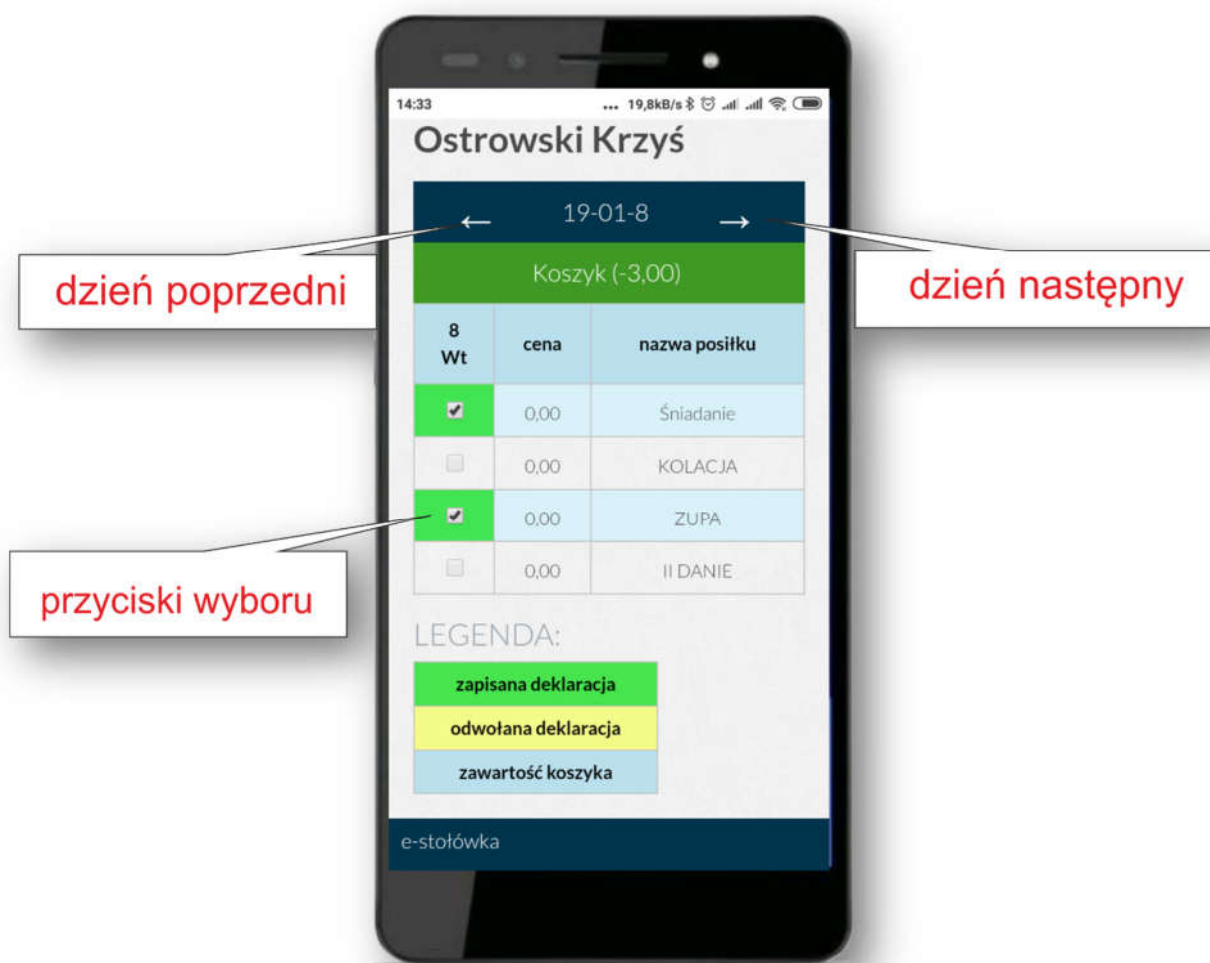 14:33 ... 19,8kB/s
Ostrowski Krzyś
← 19-01-8 →
dzień poprzedni
dzień następny
Koszyk (-3,00)
8 Wt cena nazwa posiłku
0,00 Śniadanie
0,00 KOLACJA
0,00 ZUPA
przyciski wyboru
0,00 II DANIE
LEGENDA:
zapisana deklaracja
odwołana deklaracja
zawartość koszyka
e-stołówka